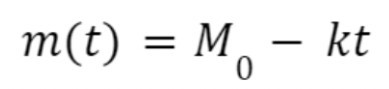 m(t) = M₀ − kt